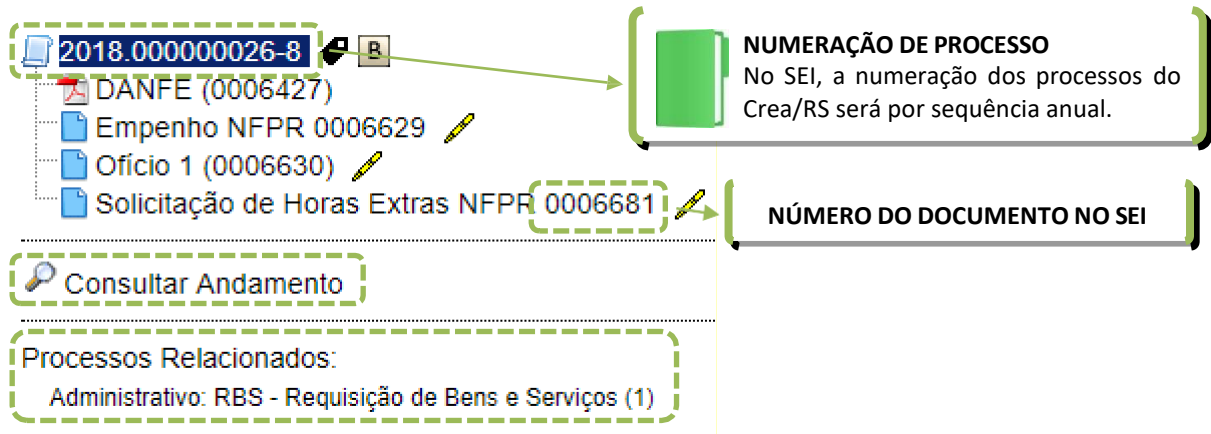 2018.000000026-8 B
DANFE (0006427)
Empenho NFPR 0006629
Ofício 1 (0006630)
Solicitação de Horas Extras NFPR 0006681
Consultar Andamento
Processos Relacionados:
Administrativo: RBS - Requisição de Bens e Serviços (1)
NUMERAÇÃO DE PROCESSO
No SEI, a numeração dos processos do
Crea/RS será por sequência anual.
NÚMERO DO DOCUMENTO NO SEI